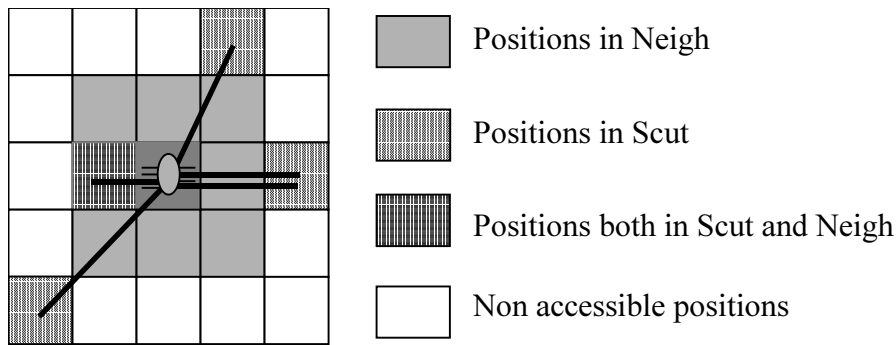 Positions in Neigh
Positions in Scut
Positions both in Scut and Neigh
Non accessible positions